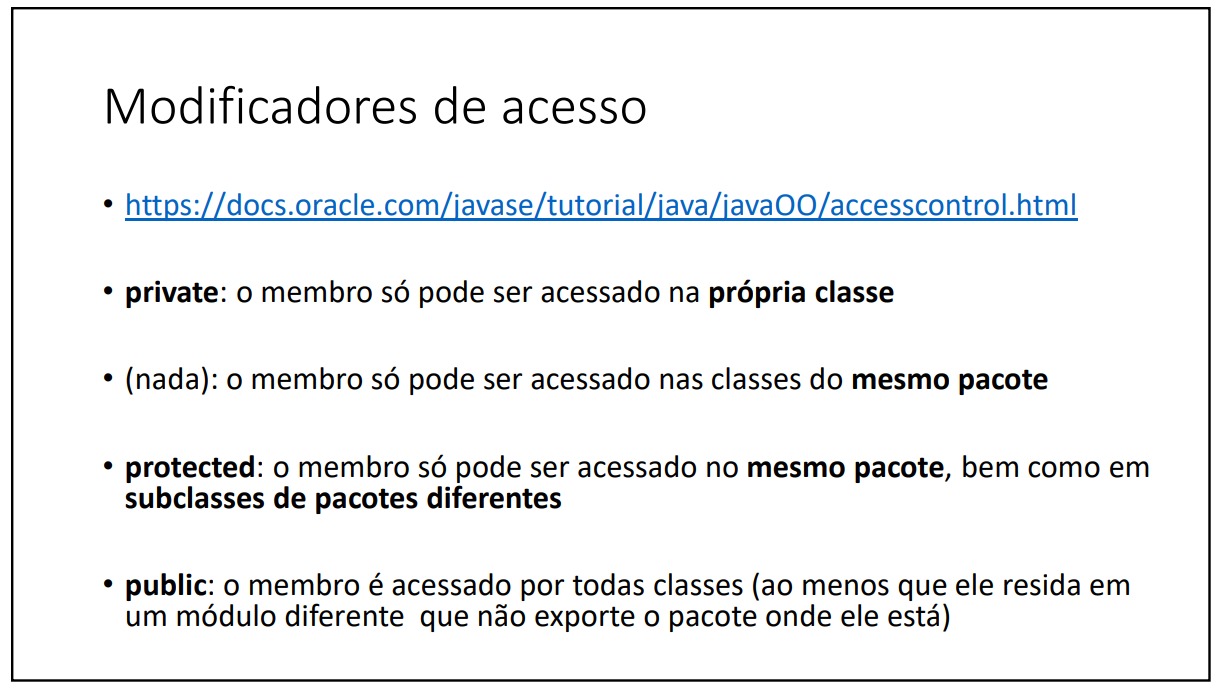 Modificadores de acesso
• https://docs.oracle.com/javase/tutorial/java/javaOO/accesscontrol.html
• private: o membro só pode ser acessado na própria classe
• (nada): o membro só pode ser acessado nas classes do mesmo pacote
• protected: o membro só pode ser acessado no mesmo pacote, bem como em
subclasses de pacotes diferentes
• public: o membro é acessado por todas classes (ao menos que ele resida em
um módulo diferente  que não exporte o pacote onde ele está)